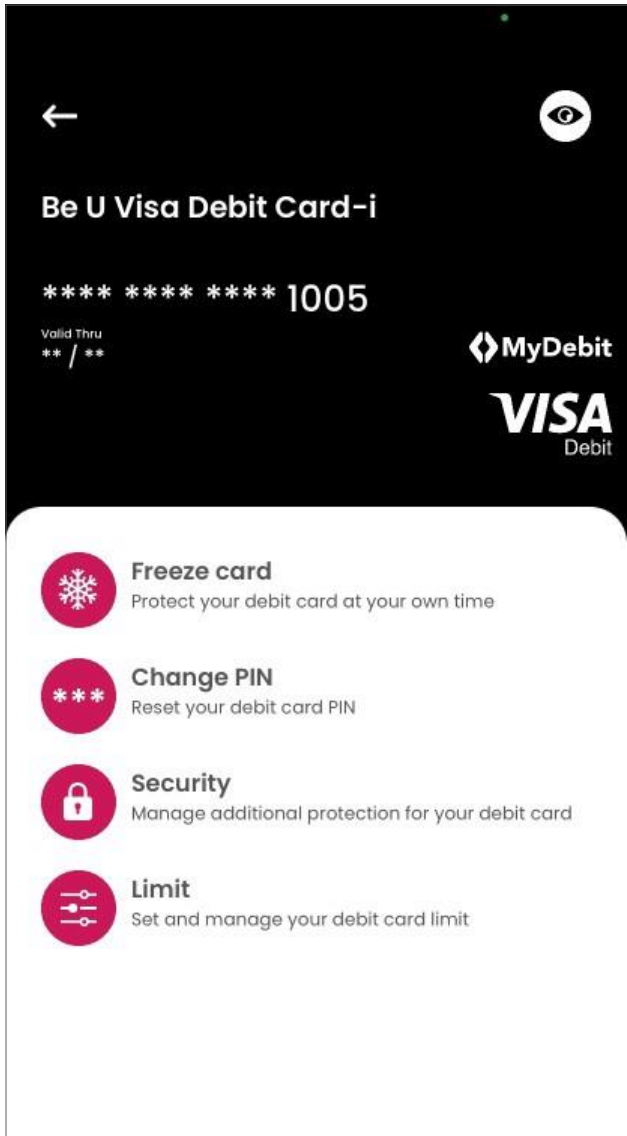 Be U Visa Debit Card-i
**** **** **** 1005
Valid Thru
** / **
MyDebit
VISA
Debit
Freeze card
Protect your debit card at your own time
***
Change PIN
Reset your debit card PIN
Security
Manage additional protection for your debit card
Limit
Set and manage your debit card limit